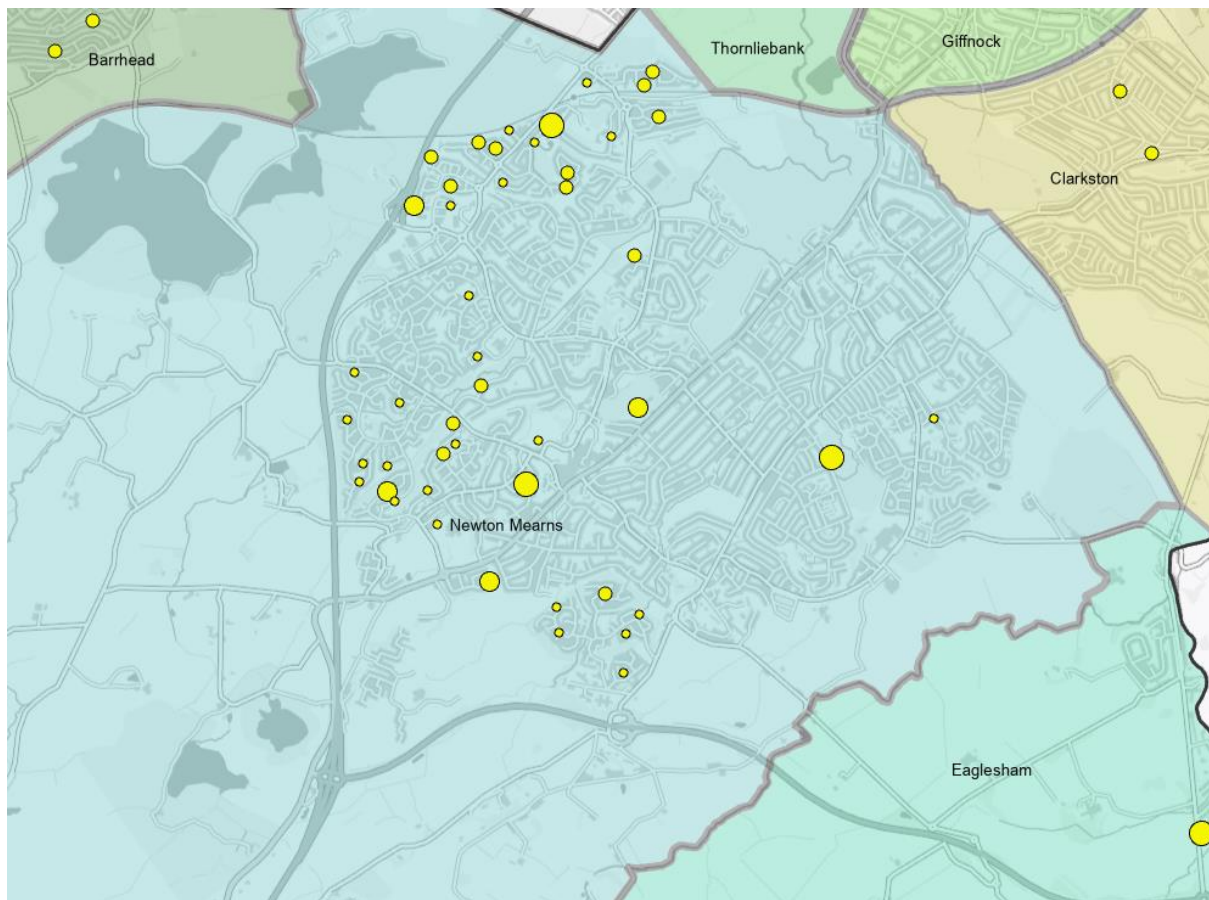 Giffnock
Thornliebank
Barrhead
Clarkston
Newton Mearns
Eaglesham